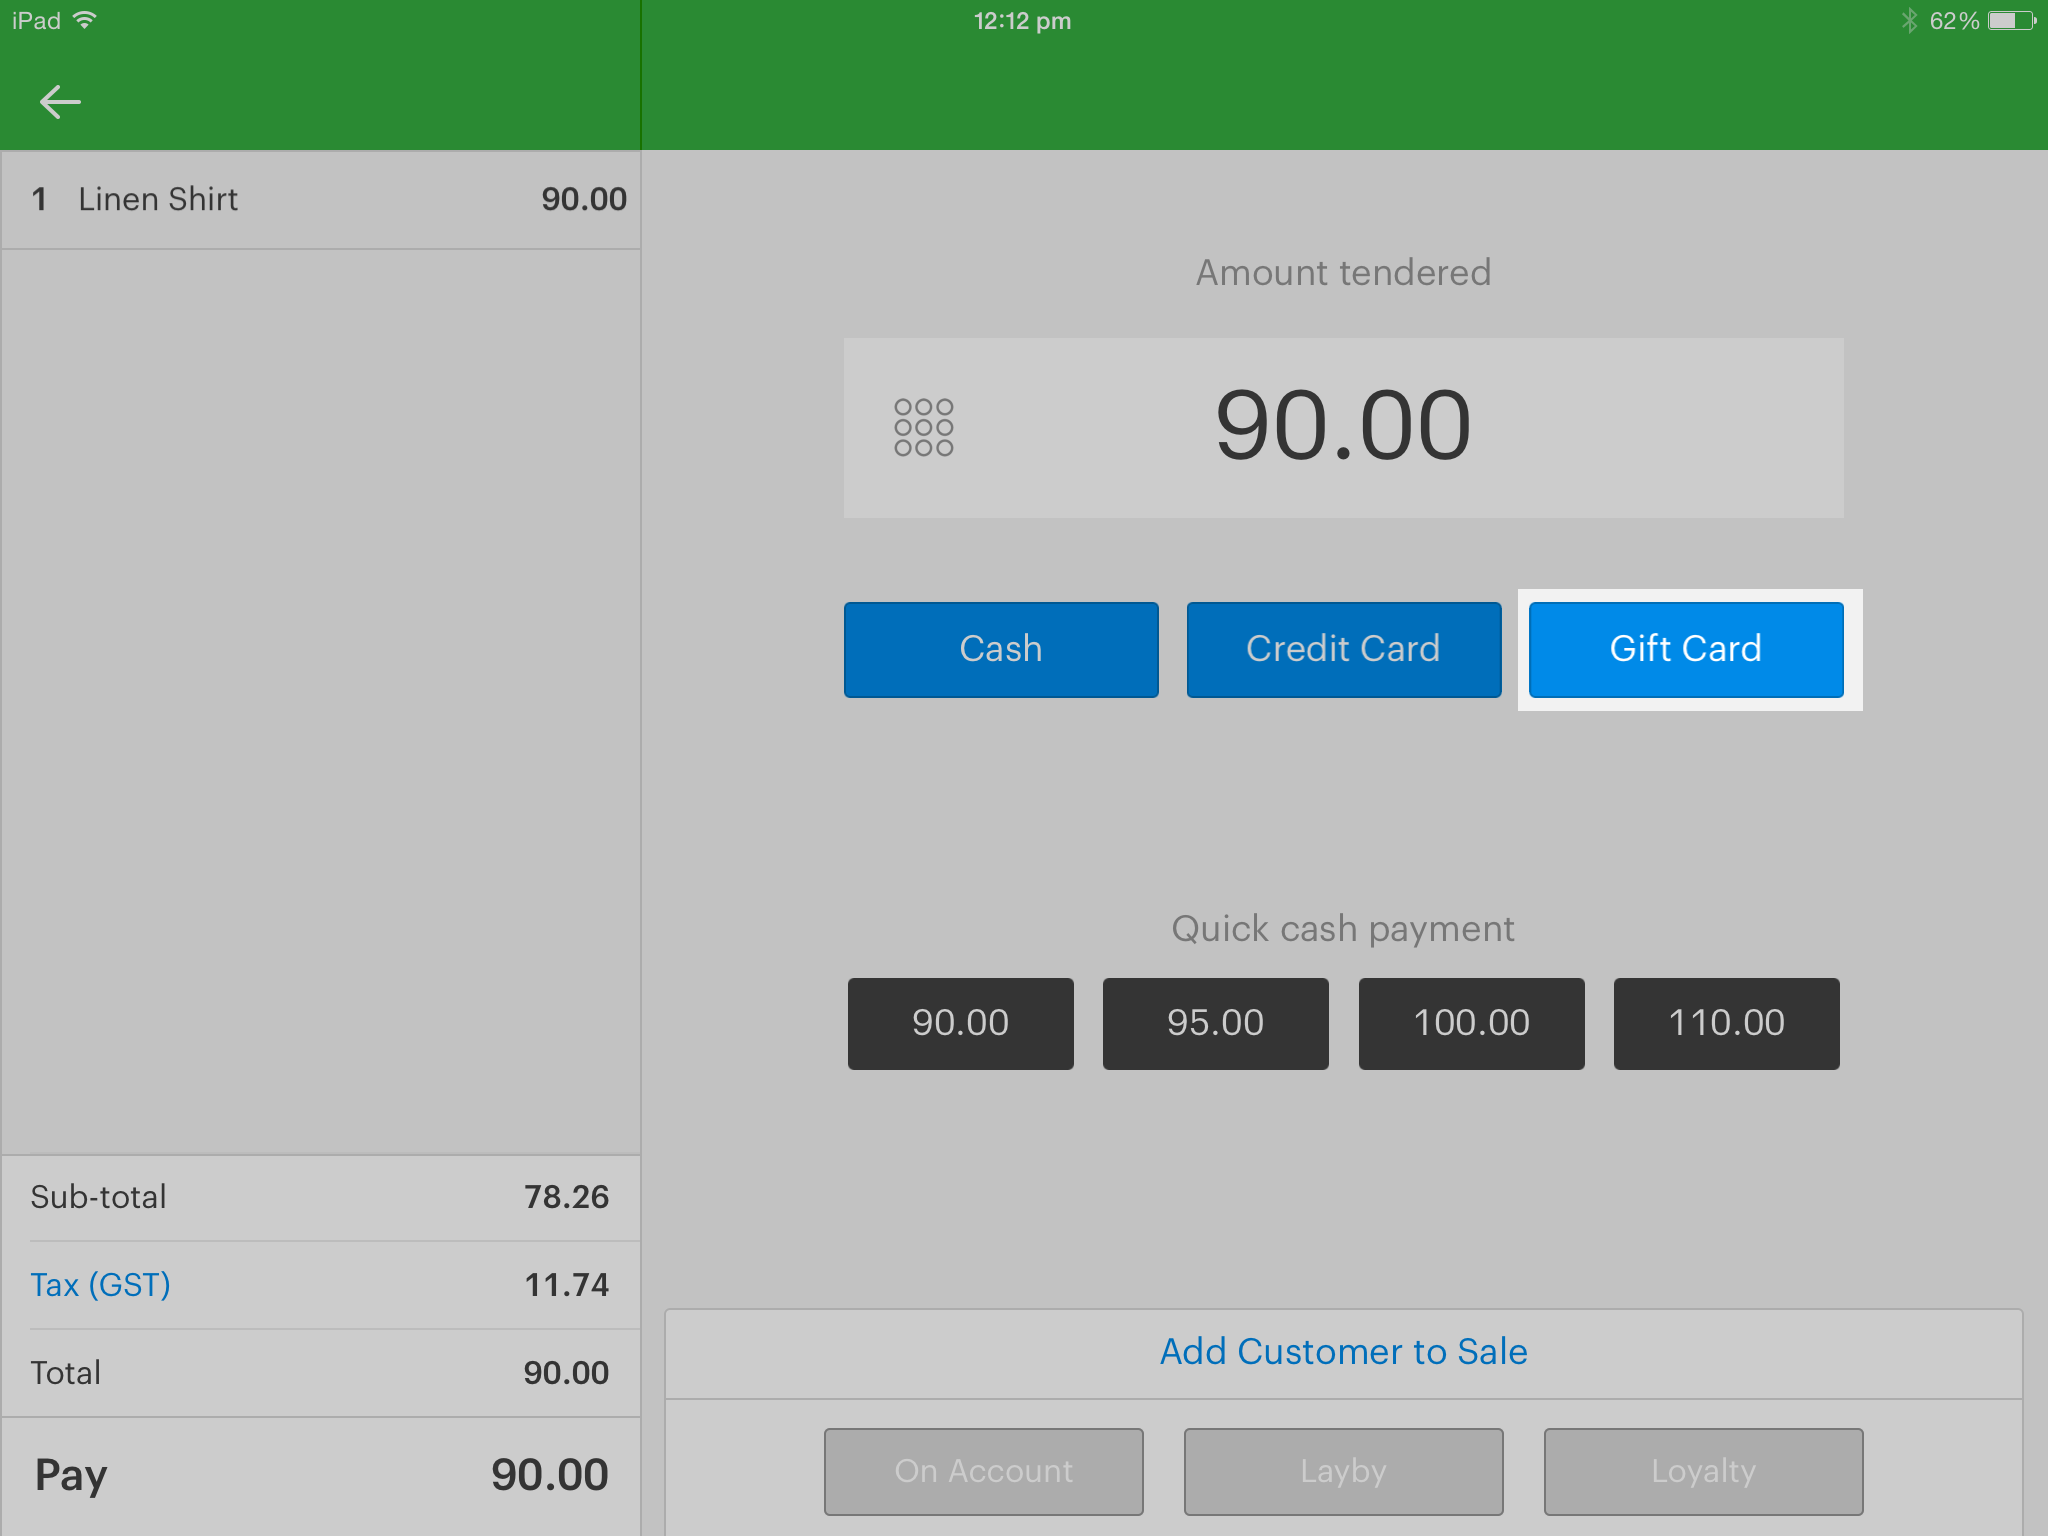 iPad 12:12 pm 62%
1 Linen Shirt 90.00
Amount tendered
90.00
Cash Credit Card Gift Card
Quick cash payment
90.00 95.00 100.00 110.00
Sub-total 78.26
Tax (GST) 11.74
Total 90.00
Pay 90.00
Add Customer to Sale
On Account Layby Loyalty